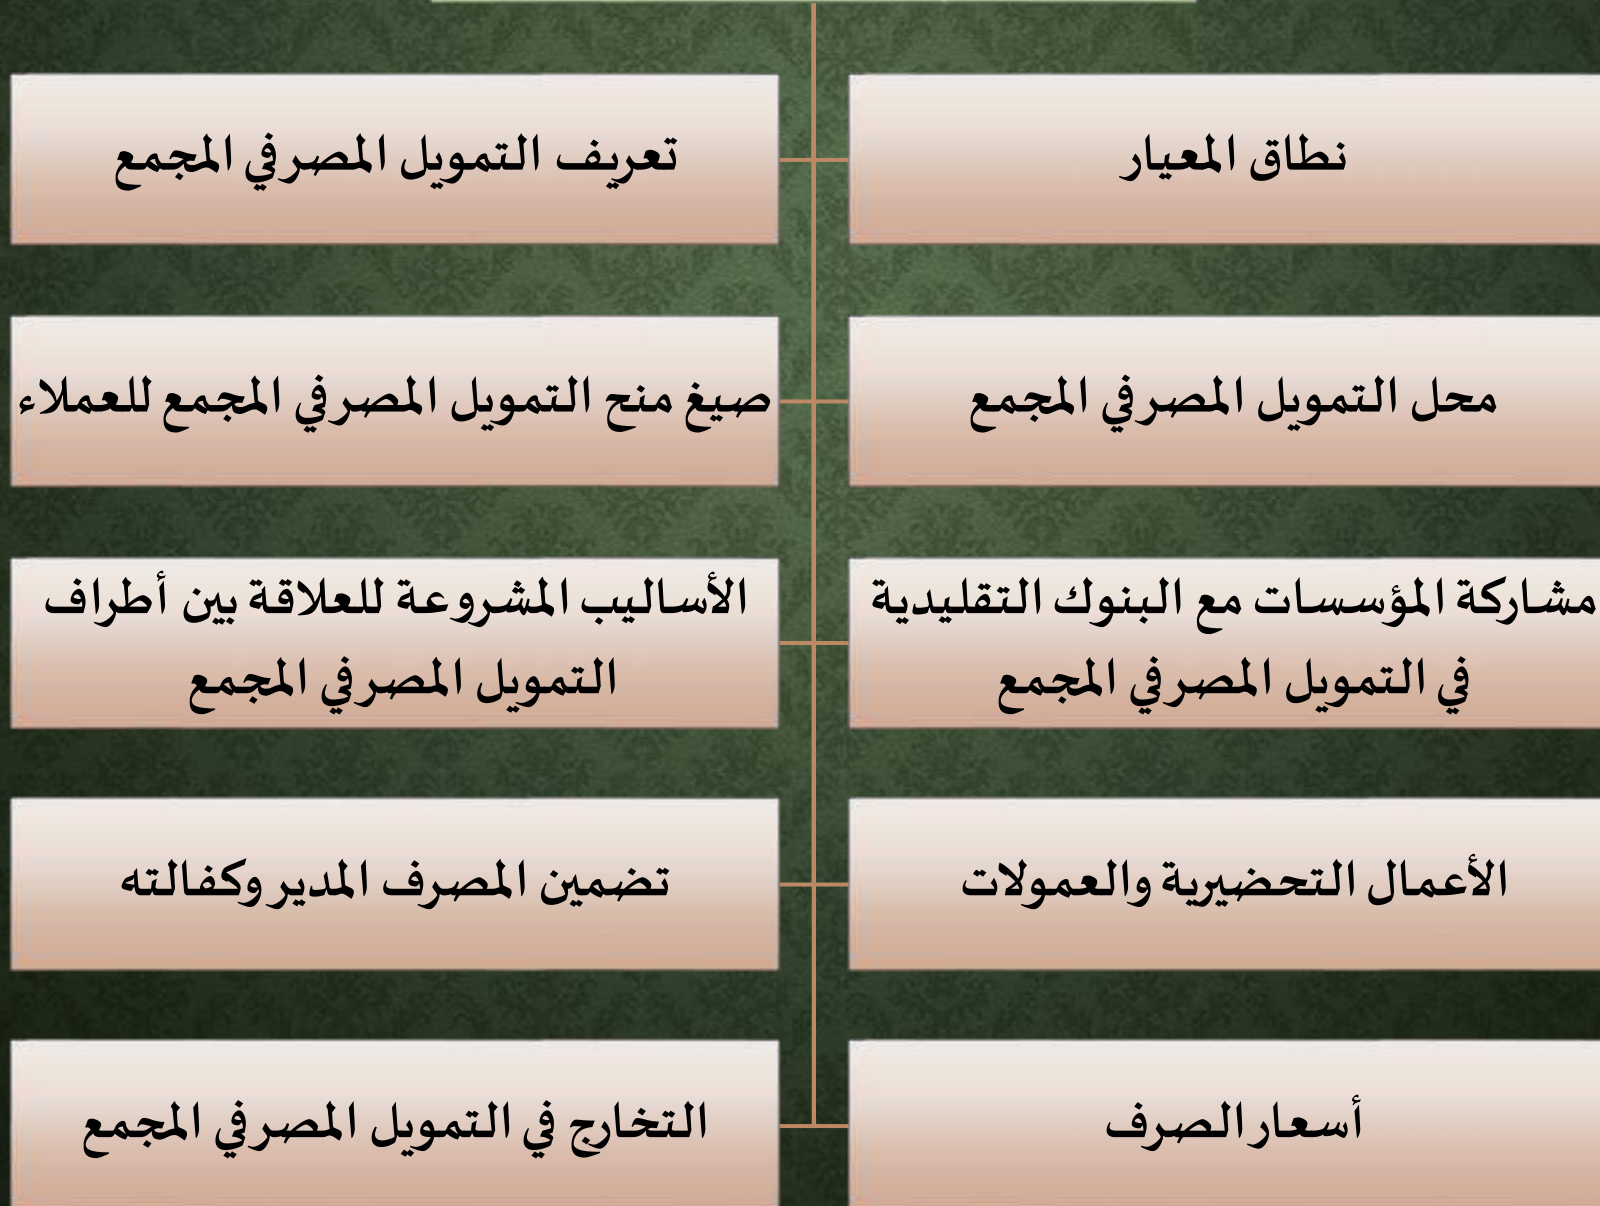 نطاق المعيار
تعريف التمويل المصرفي المجمع
محل التمويل المصرفي المجمع
صيغ منح التمويل المصرفي المجمع للعملاء
مشاركة المؤسسات مع البنوك التقليدية
في التمويل المصرفي المجمع
الأساليب المشروعة للعلاقة بين أطراف
التمويل المصرفي المجمع
الأعمال التحضيرية والعمولات
تضمين المصرف المدير وكفالته
أسعار الصرف
التخارج في التمويل المصرفي المجمع